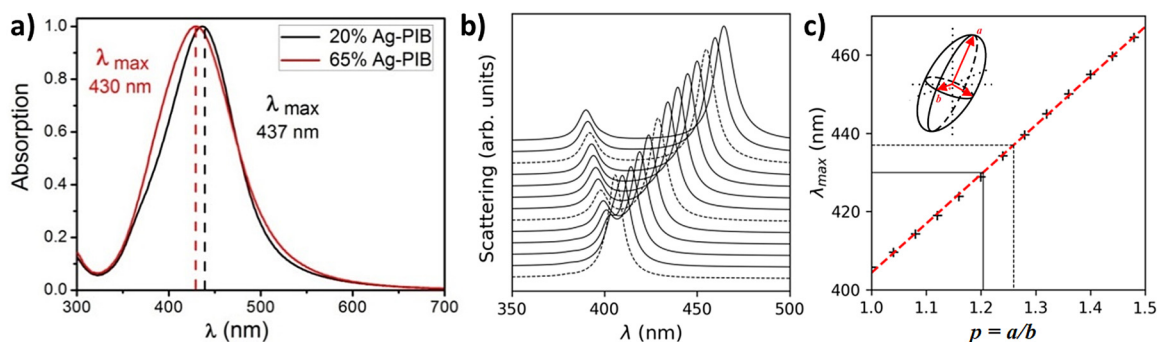 a)
Absorption
1.0
0.8
0.6
0.4
0.2
0.0
20% Ag-PIB
65% Ag-PIB
λ max
430 nm
λ max
437 nm
300 400 500 600 700
λ (nm)
b)
Scattering (arb. units)
350 400 450 500
λ (nm)
c)
λmax (nm)
460
440
420
400
a
b
1.0 1.1 1.2 1.3 1.4 1.5
p = a/b